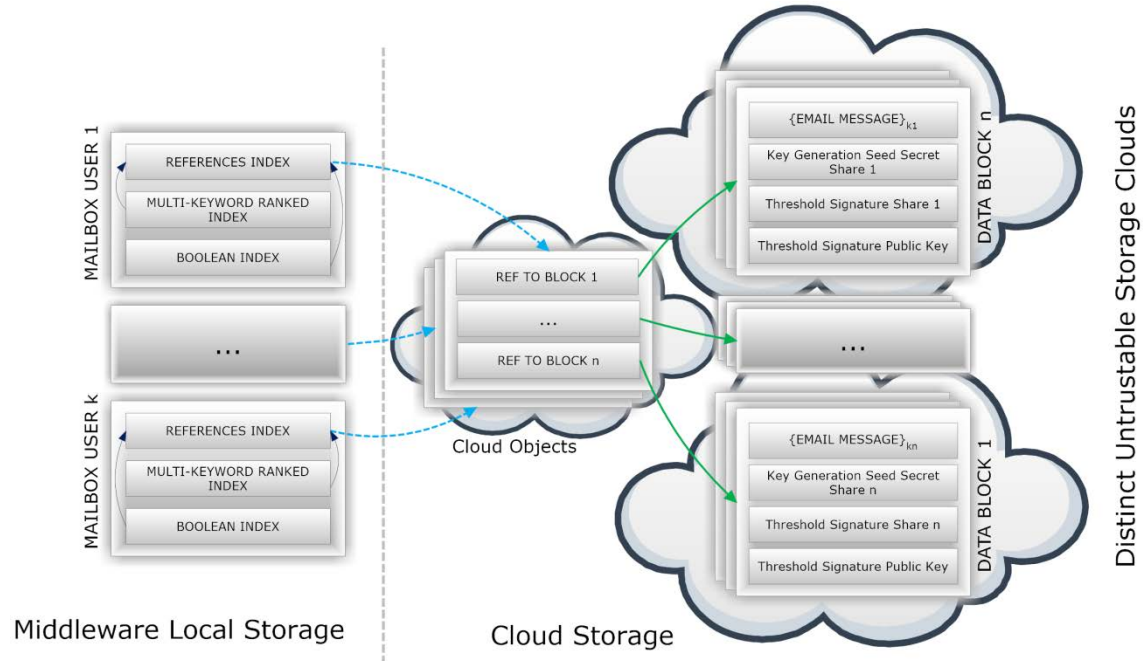 MAILBOX USER 1
REFERENCES INDEX
MULTI-KEYWORD RANKED
INDEX
BOOLEAN INDEX
...
MAILBOX USER k
REFERENCES INDEX
MULTI-KEYWORD RANKED
INDEX
BOOLEAN INDEX
Middleware Local Storage
REF TO BLOCK 1
...
REF TO BLOCK n
Cloud Objects
{EMAIL MESSAGE}k1
Key Generation Seed Secret
Share 1
Threshold Signature Share 1
Threshold Signature Public Key
DATA BLOCK n
...
{EMAIL MESSAGE}kn
Key Generation Seed Secret
Share n
Threshold Signature Share n
Threshold Signature Public Key
DATA BLOCK 1
Cloud Storage
Distinct Untrustable Storage Clouds